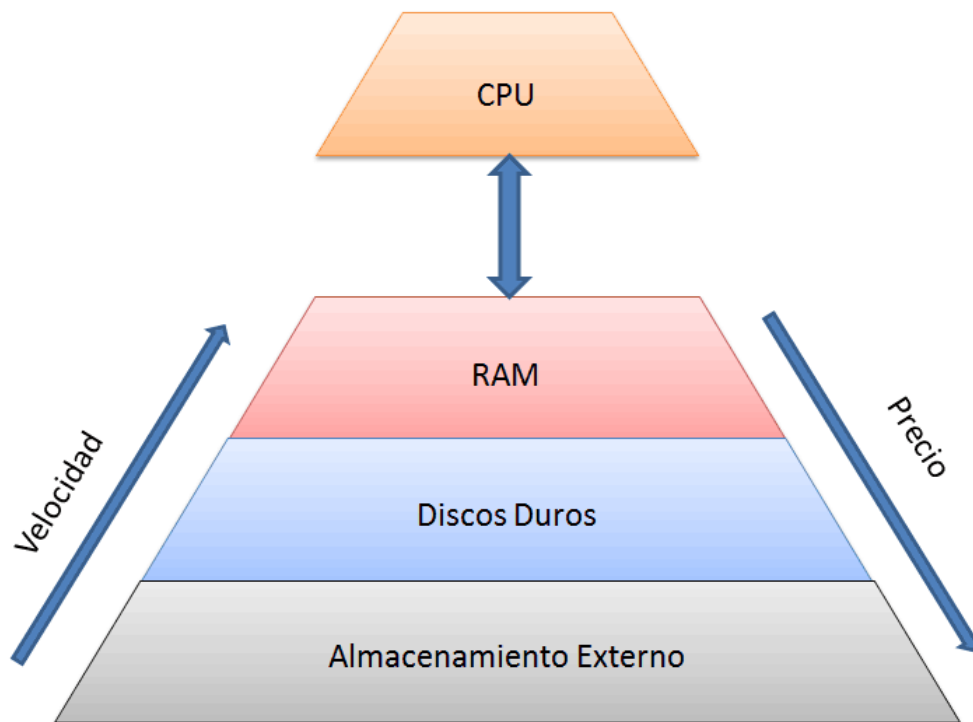 CPU
RAM
Velocidad
Precio
Discos Duros
Almacenamiento Externo